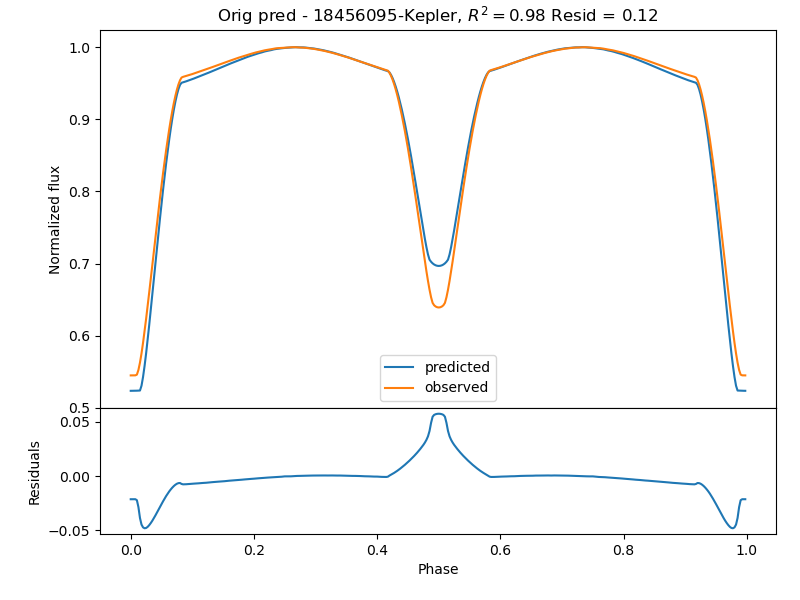 Orig pred - 18456095-Kepler, R² = 0.98 Resid = 0.12
1.0
0.9
0.8
0.7
0.6
0.5
Normalized flux
predicted
observed
0.05
0.00
−0.05
Residuals
0.0 0.2 0.4 0.6 0.8 1.0
Phase